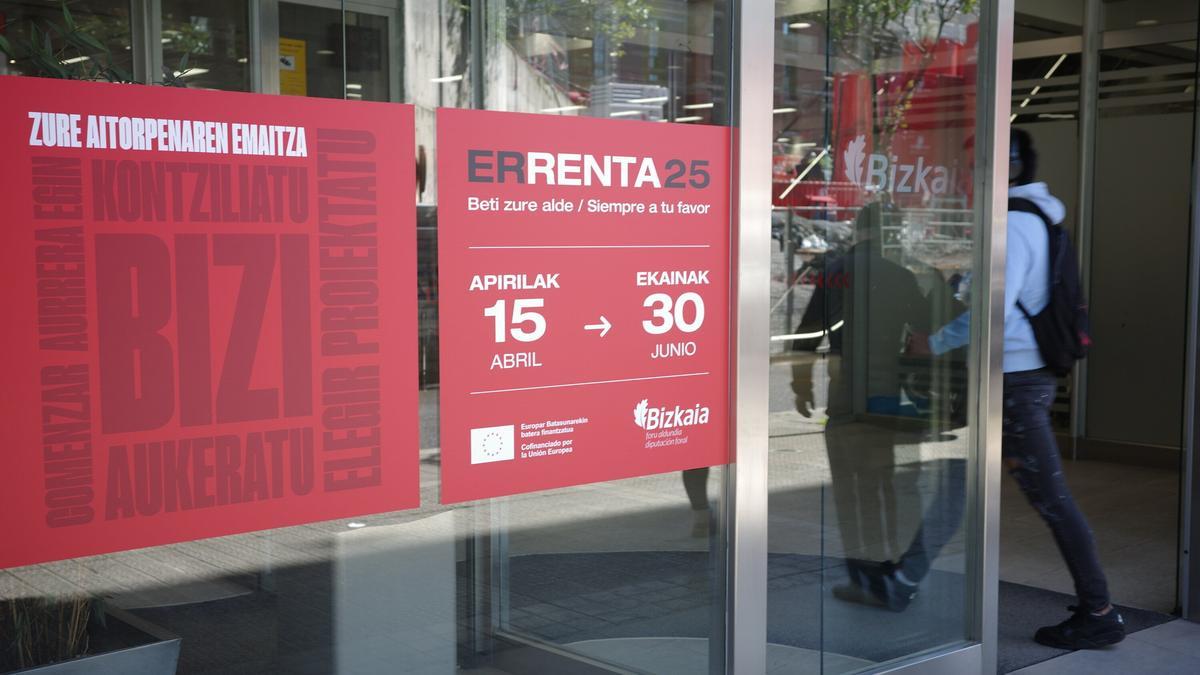 ZURE AITORPENAREN EMAITZA
COMENZAR AURRERA EGIN
KONTZILIATU
BIZI
AUKERATU
ELEGIR PROIEKTATU
ERRENTA25
Beti zure alde / Siempre a tu favor
APIRILAK
15
ABRIL
→
EKAINAK
30
JUNIO
Europar Batasunarekin
batera finantzatua
Cofinanciado por
la Unión Europea
Bizkaia
foru aldundia
diputación foral
Bizkai